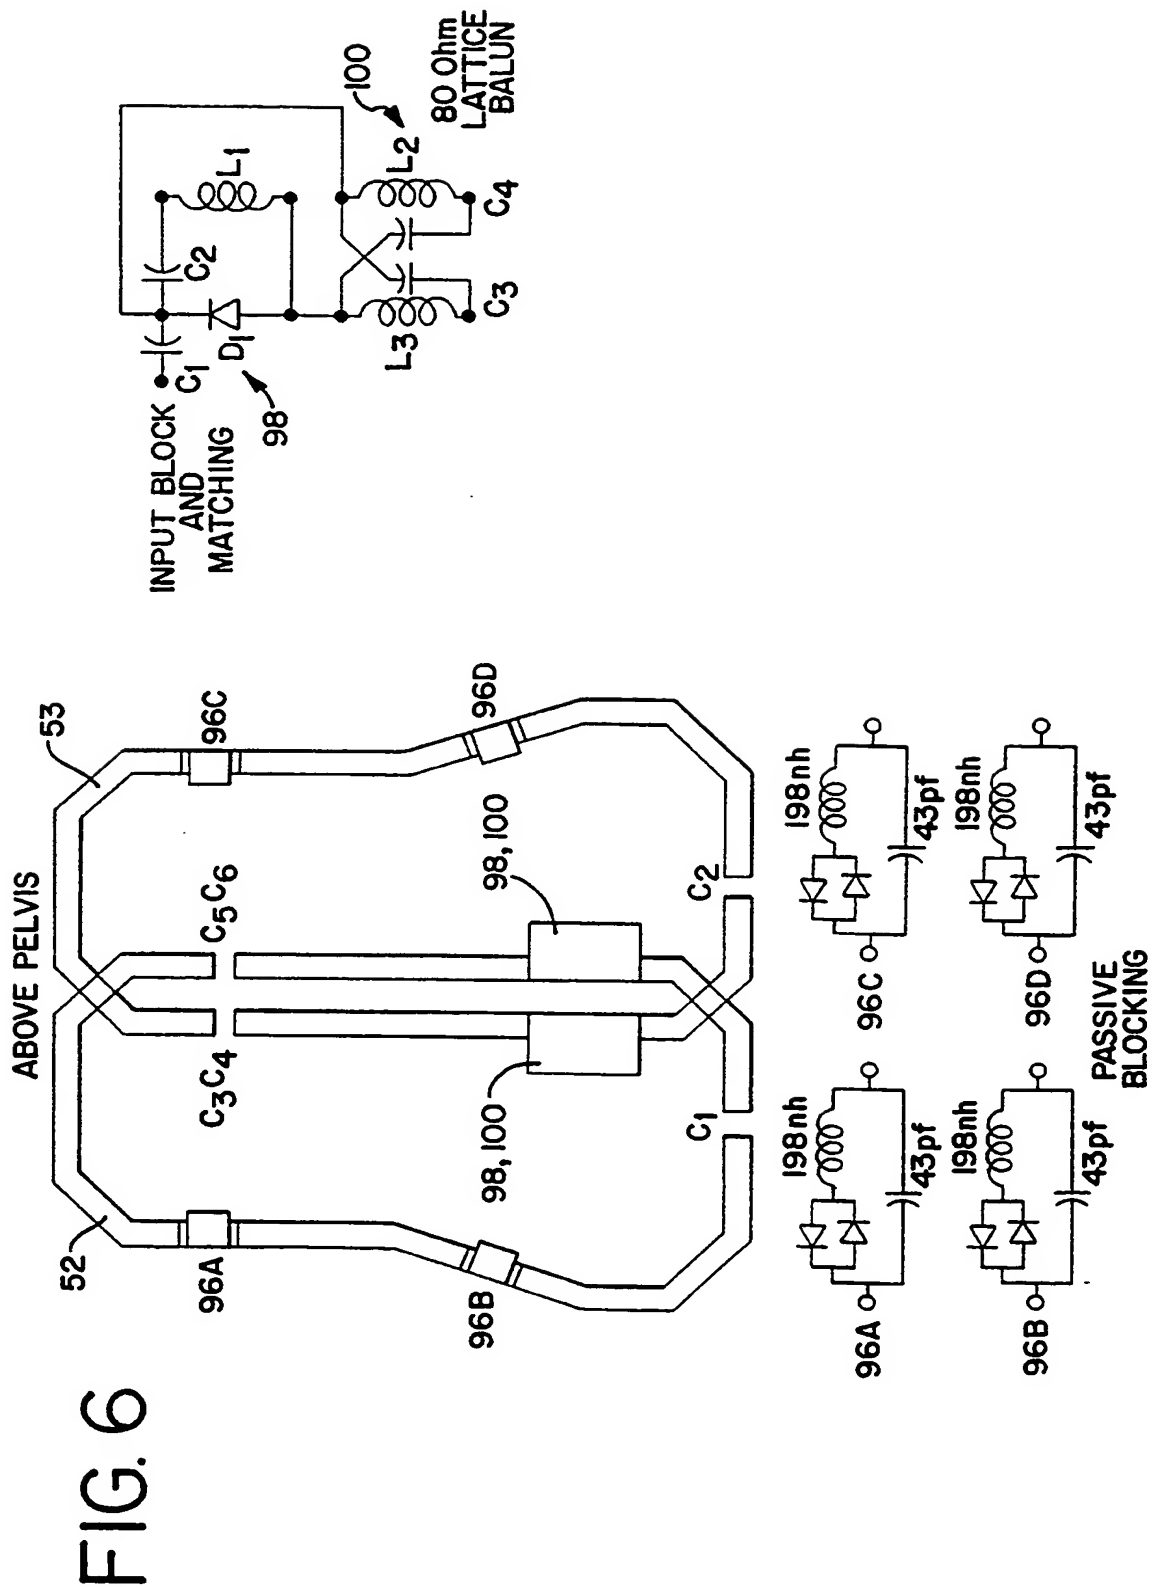 FIG. 6
ABOVE PELVIS
52
53
96A
96C
C3C4
C5C6
96B
96D
98,100
98,100
C1
C2
96A
198nh
43pf
96C
198nh
43pf
96B
198nh
43pf
96D
198nh
43pf
PASSIVE
BLOCKING
INPUT BLOCK
AND
MATCHING
C1
C2
D1
L1
98
L3
L2
C3
C4
100
80 Ohm
LATTICE
BALUN